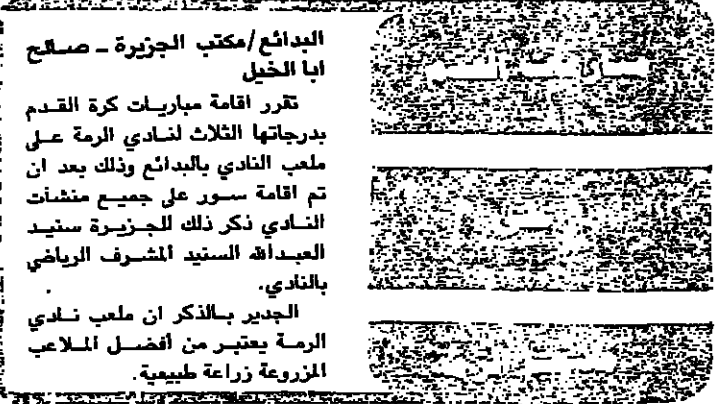 البدائع/مكتب الجزيرة ـ صالح
ابا الخيل
تقرر اقامة مباريات كرة القدم
بدرجاتها الثلاث لنادي الرمة على
ملعب النادي بالبدائع وذلك بعد ان
تم اقامة سور على جميع منشآت
النادي ذكر ذلك للجزيرة سنيد
العبدالله السنيد المشرف الرياضي
بالنادي.
الجدير بالذكر ان ملعب نادي
الرمة يعتبر من أفضل الملاعب
المزروعة زراعة طبيعية.